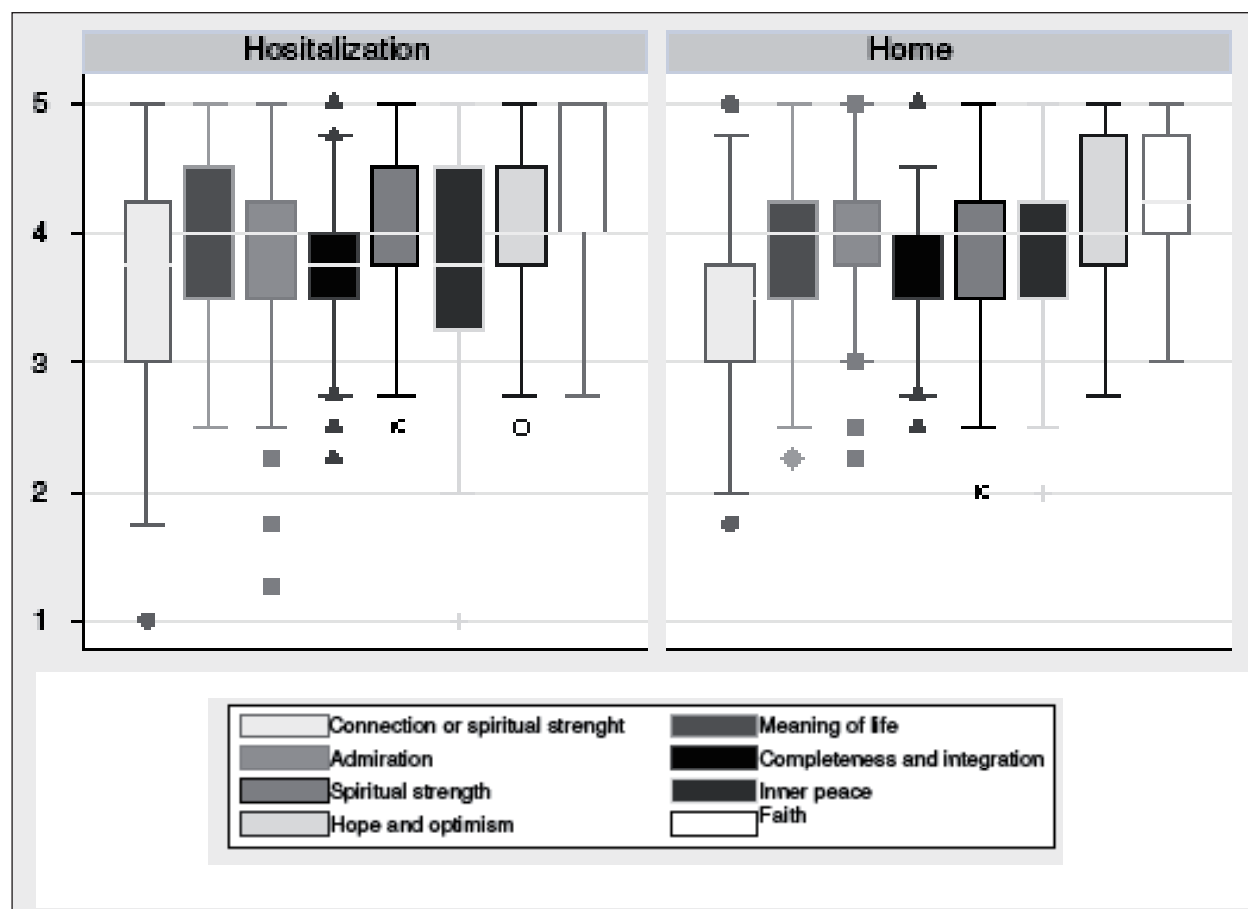 Hositalization Home
5
4
3
2
1
Connection or spiritual strenght Meaning of life
Admiration Completeness and integration
Spiritual strength Inner peace
Hope and optimism Faith